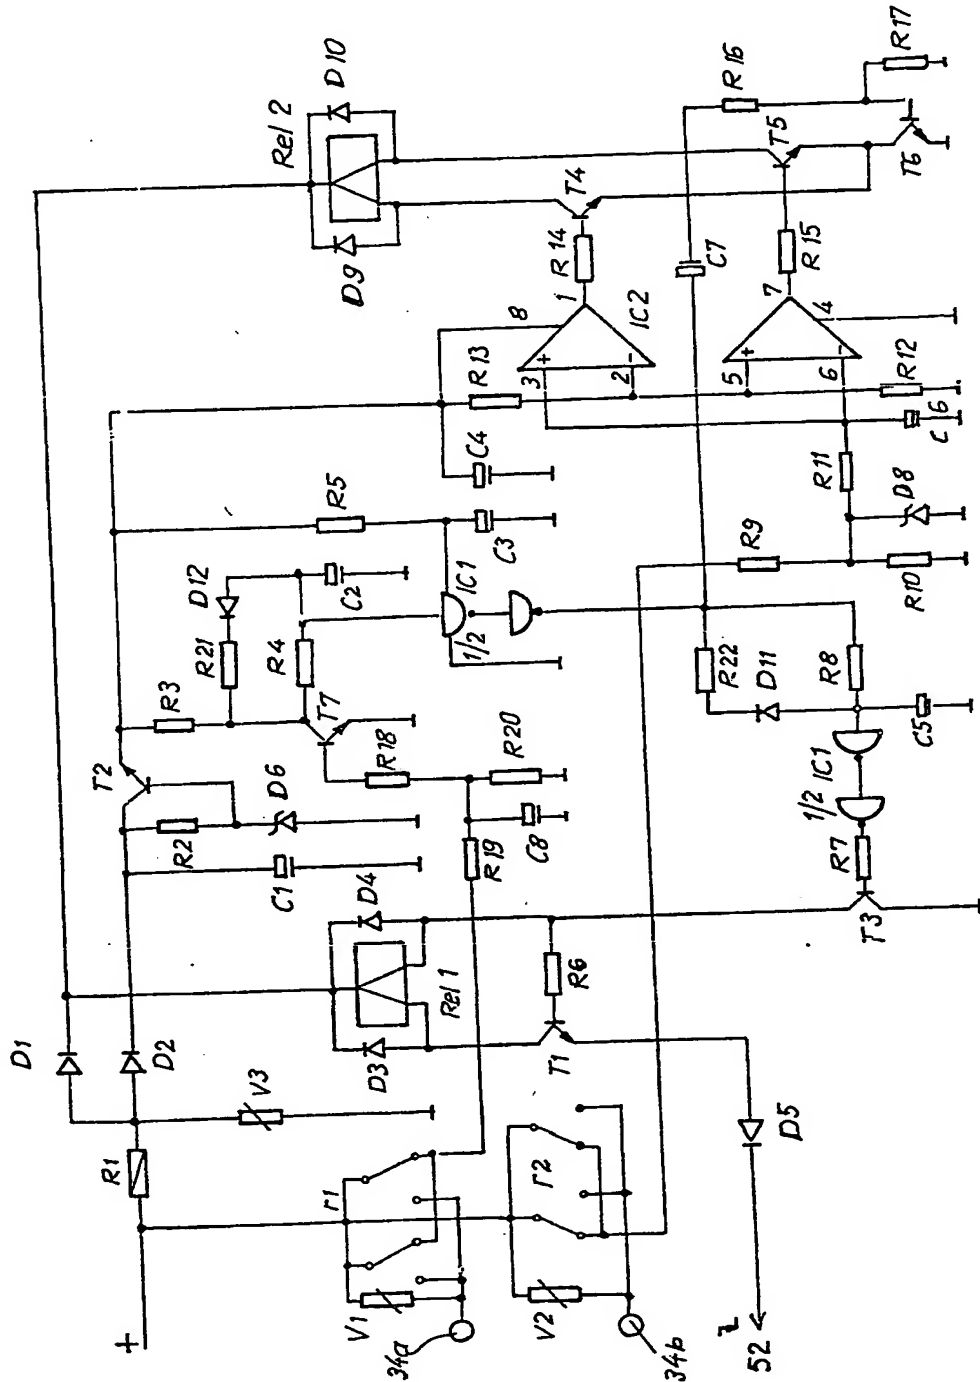 D1
D2
R1
V3
+
T2
R2
R3
D6
C1
D12
R21
R4
R5
C2
C3
C4
T7
R18
R19
R20
C8
IC1
1/2
Rel 2
D10
D9
T4
T5
T6
R14
R15
R16
R17
R13
R12
8
3
+
2
-
1
IC2
5
+
6
-
7
4
C7
C6
R11
D8
R9
R10
R22
D11
R8
C5
1/2 IC1
R7
T3
Rel 1
D3
D4
R6
T1
D5
r1
r2
V1
V2
34a
34b
52